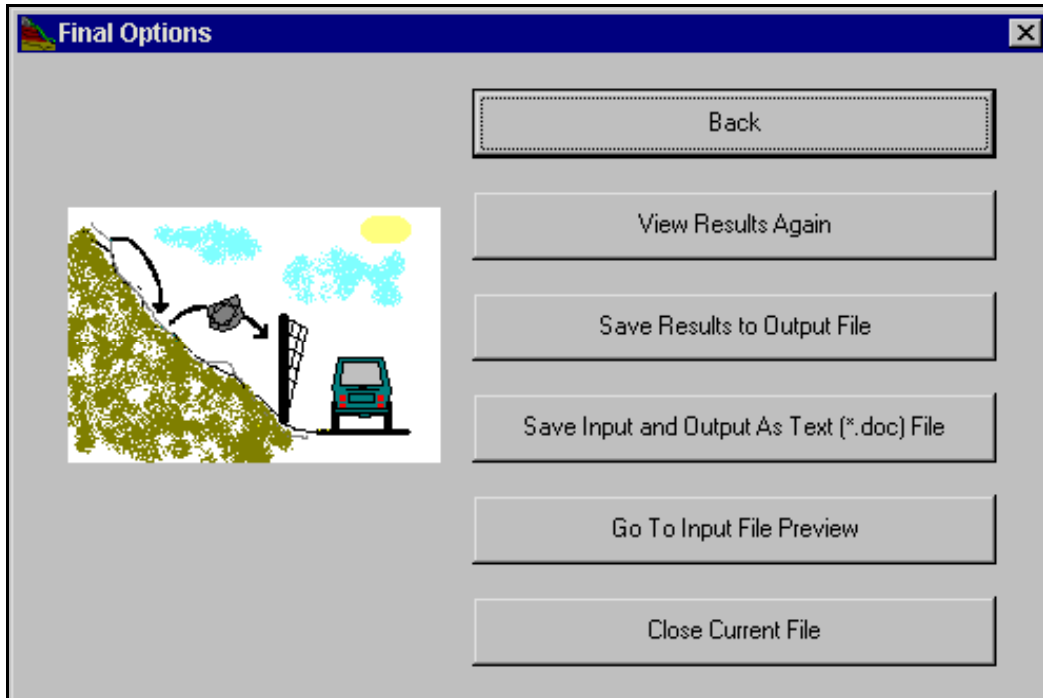 Final Options
Back
View Results Again
Save Results to Output File
Save Input and Output As Text (*.doc) File
Go To Input File Preview
Close Current File